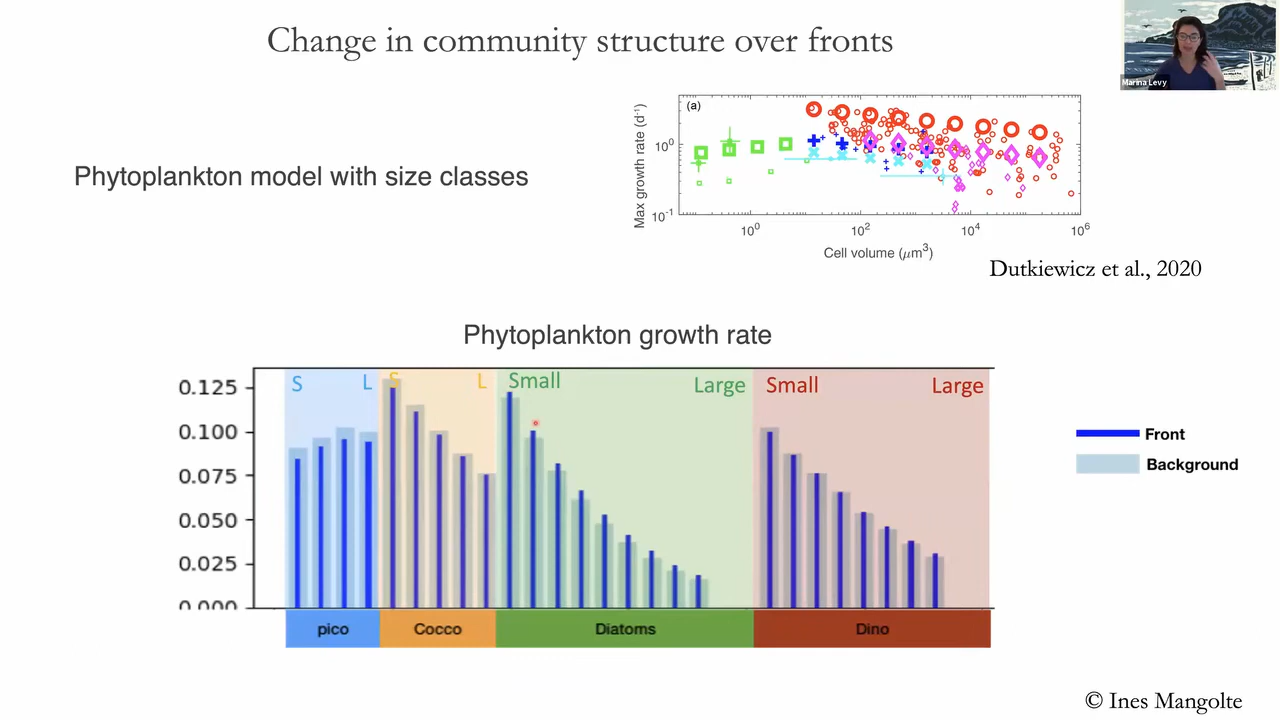 Change in community structure over fronts
Marina Levy
Phytoplankton model with size classes
(a)
Max growth rate (d⁻¹)
10⁰
10⁻¹
10⁰
10²
10⁴
10⁶
Cell volume (μm³)
Dutkiewicz et al., 2020
Phytoplankton growth rate
0.125
0.100
0.075
0.050
0.025
0.000
S L S L Small Large Small Large
pico Cocco Diatoms Dino
Front
Background
© Ines Mangolte